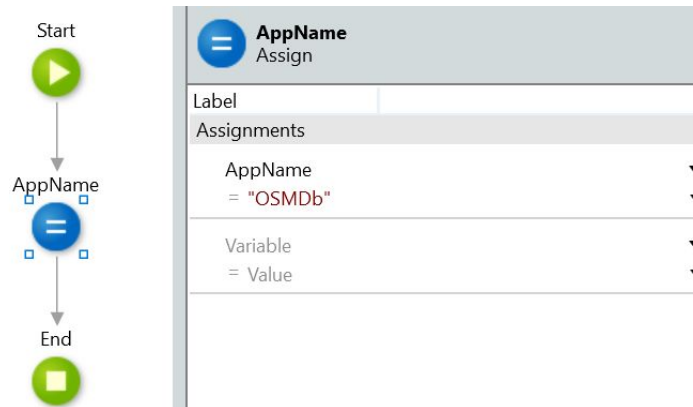 Start
AppName
End
AppName
Assign
Label
Assignments
AppName
= "OSMDb"
Variable
= Value